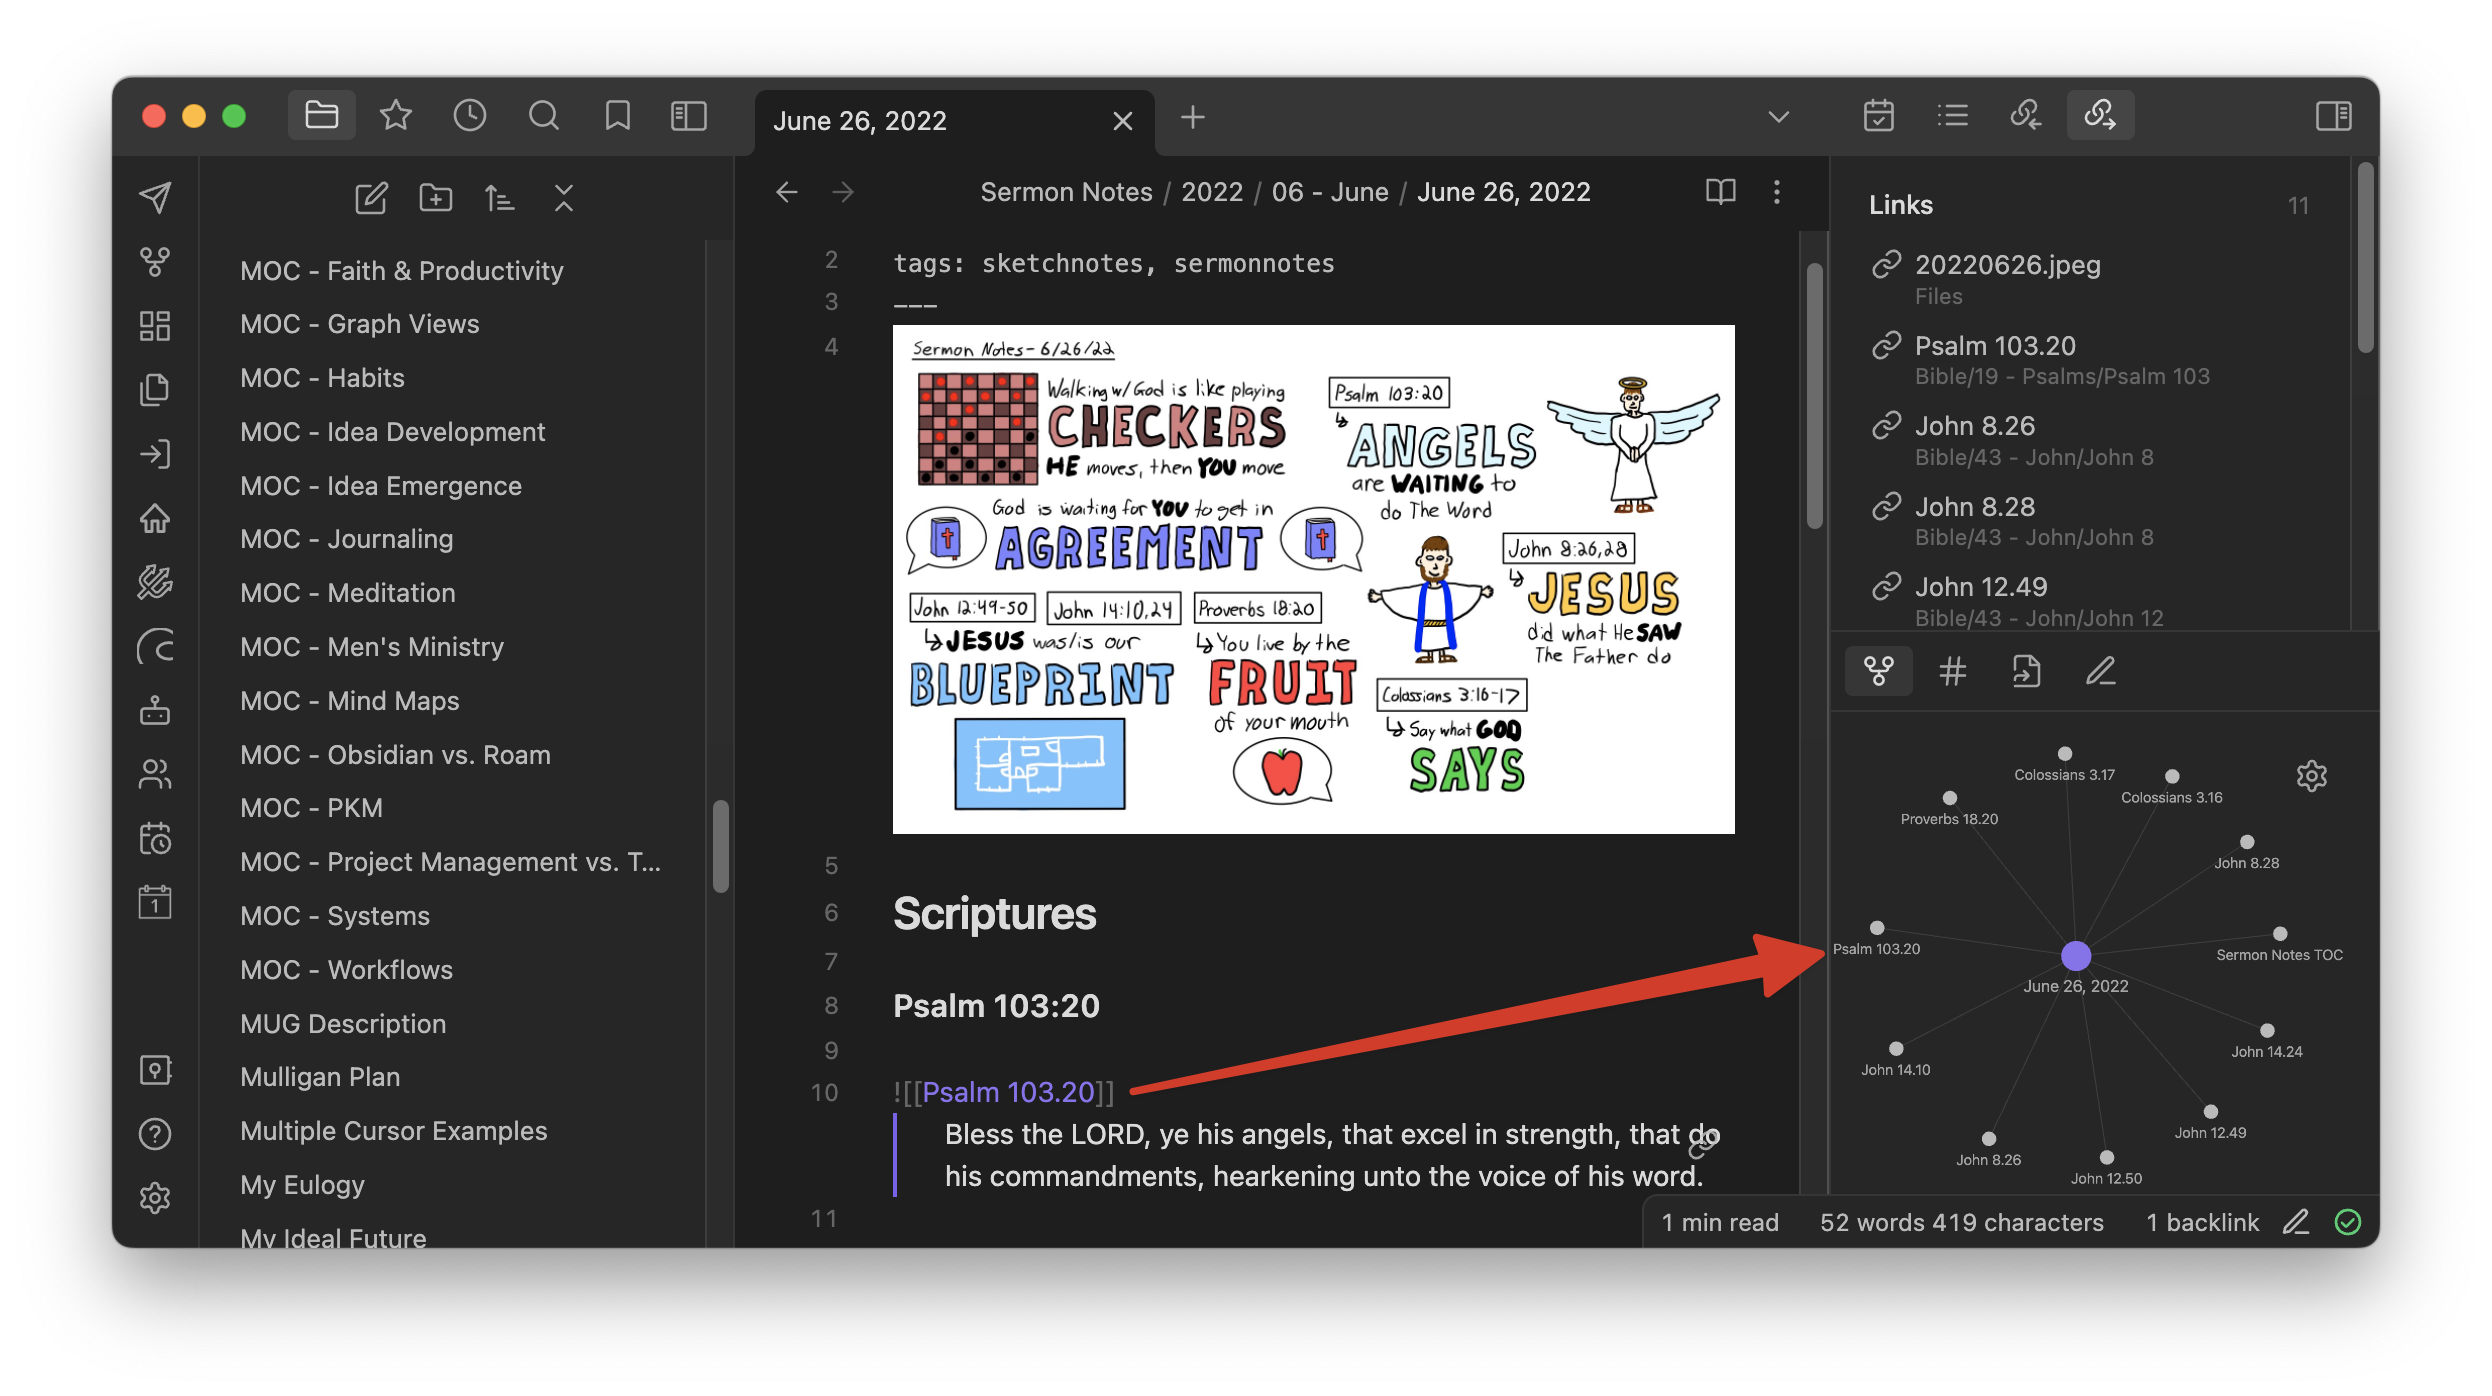 June 26, 2022
Sermon Notes / 2022 / 06 - June / June 26, 2022
MOC - Faith & Productivity
MOC - Graph Views
MOC - Habits
MOC - Idea Development
MOC - Idea Emergence
MOC - Journaling
MOC - Meditation
MOC - Men's Ministry
MOC - Mind Maps
MOC - Obsidian vs. Roam
MOC - PKM
MOC - Project Management vs. T...
MOC - Systems
MOC - Workflows
MUG Description
Mulligan Plan
Multiple Cursor Examples
My Eulogy
My Ideal Future
1
2
tags: sketchnotes, sermonnotes
3
---
4
Sermon Notes - 6/26/22
Walking w/ God is like playing
CHECKERS
HE moves, then YOU move
Psalm 103:20
ANGELS
are WAITING to
do The Word
God is waiting for YOU to get in
AGREEMENT
John 8:26,28
JESUS
did what He SAW
The Father do
John 12:49-50
John 14:10,24
JESUS was/is our
BLUEPRINT
Proverbs 18:20
You live by the
FRUIT
of your mouth
Colossians 3:16-17
Say what GOD
SAYS
5
6
Scriptures
7
8
Psalm 103:20
9
10
![[Psalm 103.20]]
Bless the LORD, ye his angels, that excel in strength, that do
his commandments, hearkening unto the voice of his word.
11
Links
11
20220626.jpeg
Files
Psalm 103.20
Bible/19 - Psalms/Psalm 103
John 8.26
Bible/43 - John/John 8
John 8.28
Bible/43 - John/John 8
John 12.49
Bible/43 - John/John 12
Colossians 3.17
Colossians 3.16
Proverbs 18.20
John 8.28
Psalm 103.20
Sermon Notes TOC
June 26, 2022
John 14.24
John 14.10
John 12.49
John 8.26
John 12.50
1 min read
52 words 419 characters
1 backlink